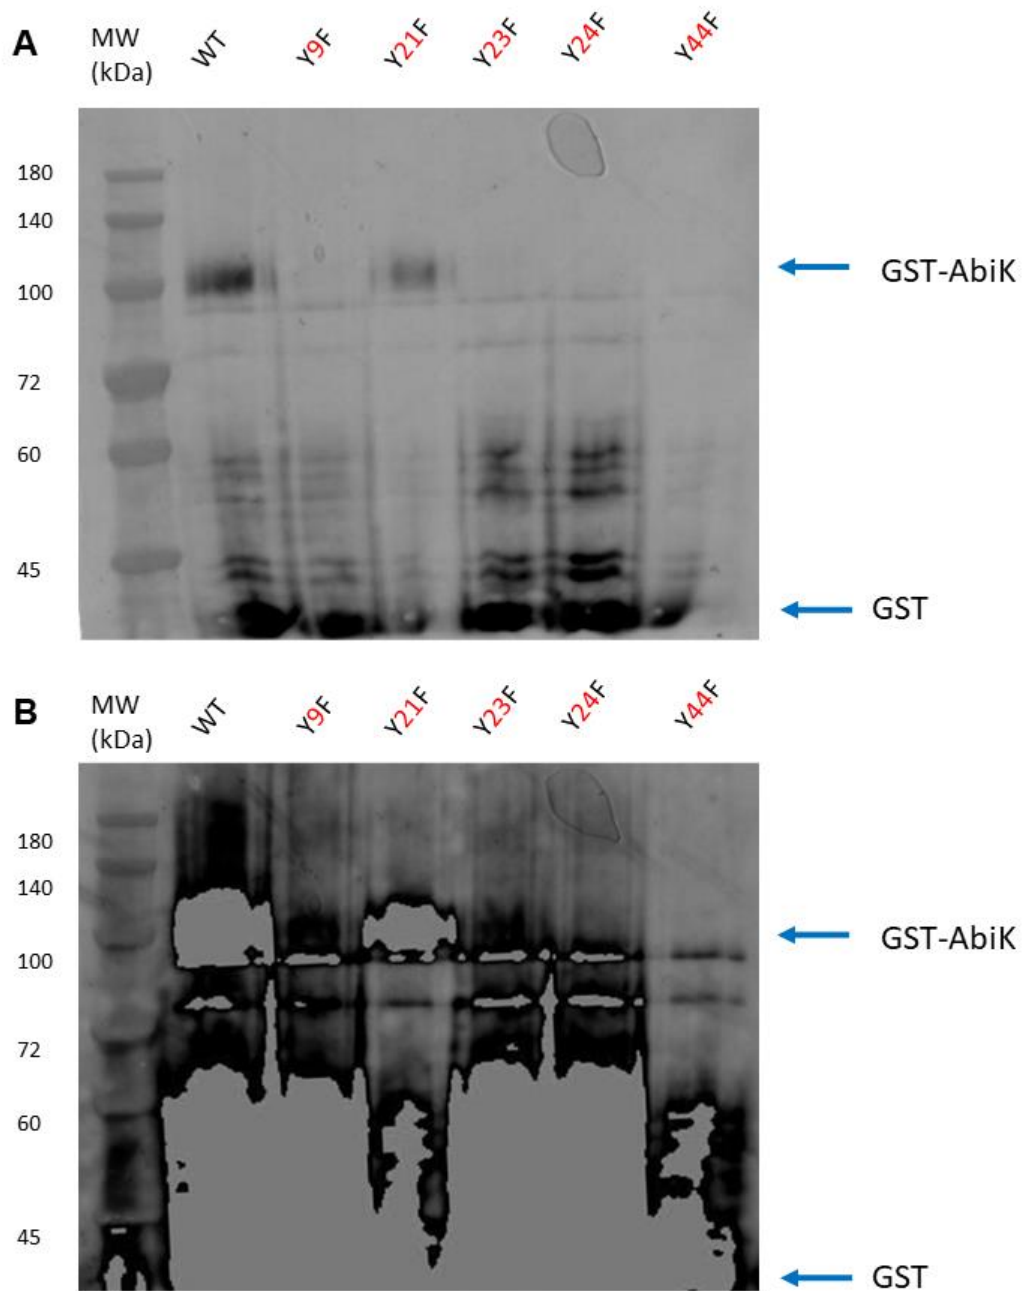 A
MW
(kDa)
WT
Y9F
Y21F
Y23F
Y24F
Y44F
180
140
100
72
60
45
GST-AbiK
GST
B
MW
(kDa)
WT
Y9F
Y21F
Y23F
Y24F
Y44F
180
140
100
72
60
45
GST-AbiK
GST